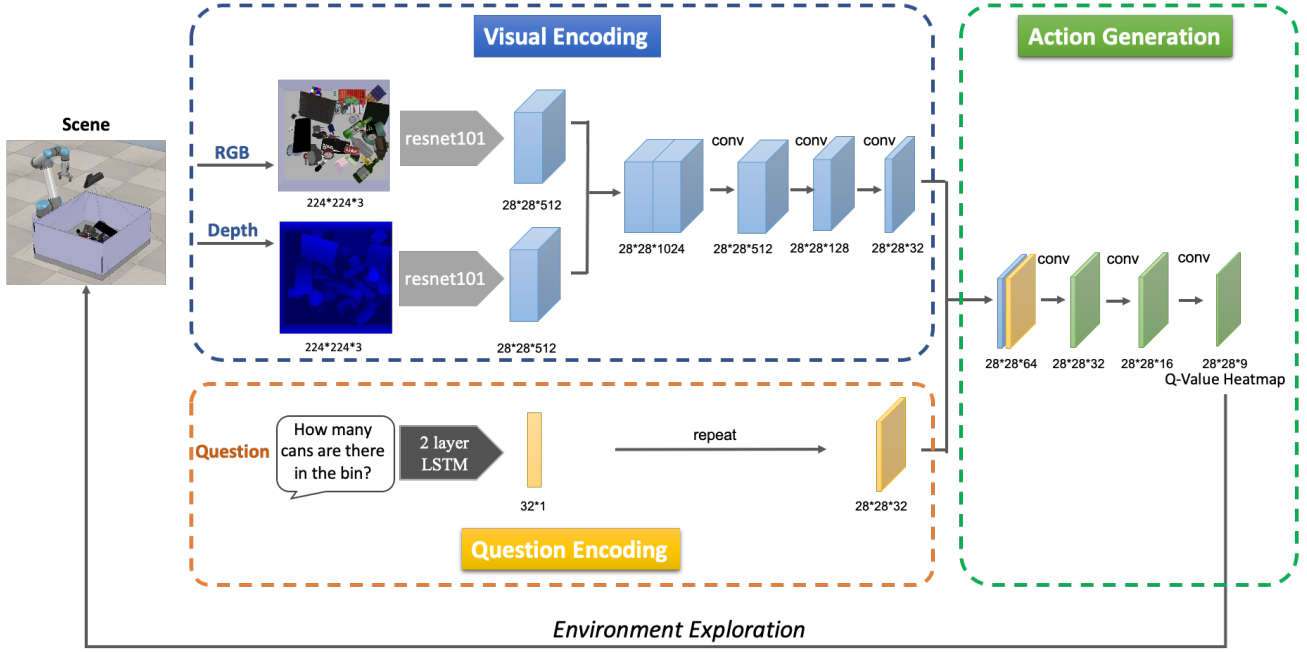 Visual Encoding
Action Generation
Scene
RGB
resnet101
224*224*3
28*28*512
Depth
resnet101
224*224*3
28*28*512
28*28*1024
conv
28*28*512
conv
28*28*128
conv
28*28*32
Question
How many
cans are there
in the bin?
2 layer
LSTM
32*1
repeat
28*28*32
Question Encoding
28*28*64
conv
28*28*32
conv
28*28*16
conv
28*28*9
Q-Value Heatmap
Environment Exploration